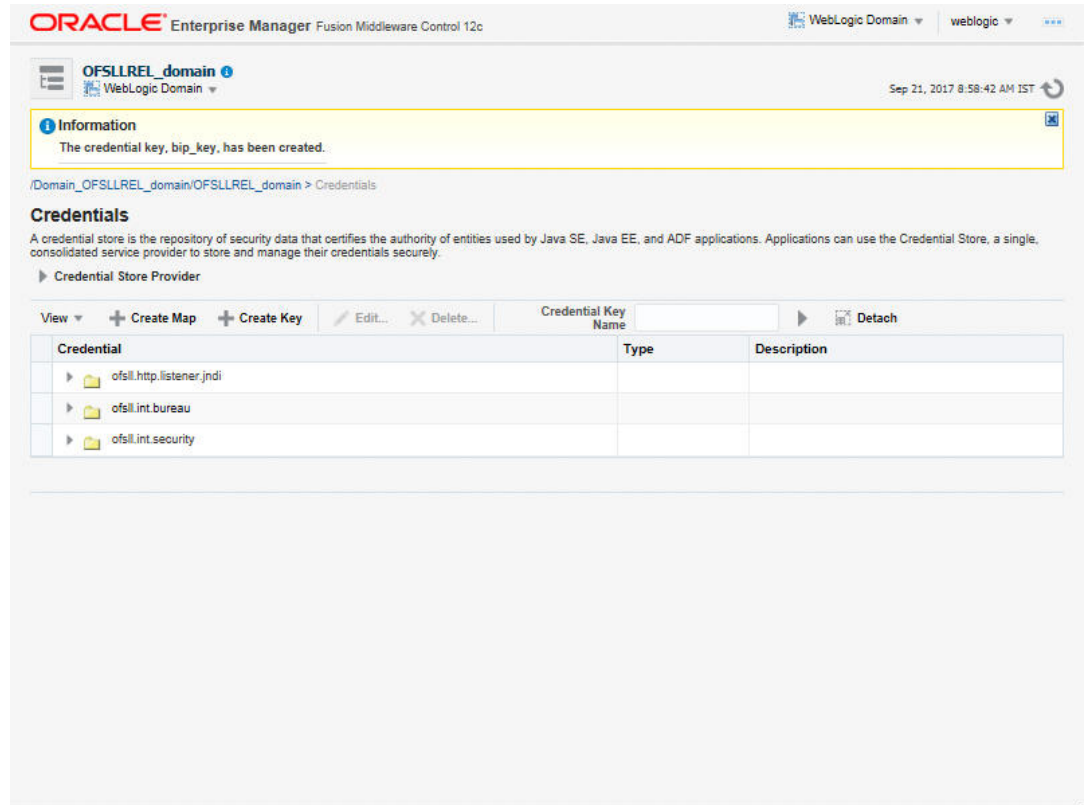 ORACLE Enterprise Manager Fusion Middleware Control 12c
WebLogic Domain
weblogic
OFSLLREL_domain
WebLogic Domain
Sep 21, 2017 8:58:42 AM IST
Information
The credential key, bip_key, has been created.
/Domain_OFSLLREL_domain/OFSLLREL_domain > Credentials
Credentials
A credential store is the repository of security data that certifies the authority of entities used by Java SE, Java EE, and ADF applications. Applications can use the Credential Store, a single,
consolidated service provider to store and manage their credentials securely.
Credential Store Provider
View
Create Map
Create Key
Edit...
Delete...
Credential Key
Name
Detach
Credential
Type
Description
ofsll.http.listener.jndi
ofsll.int.bureau
ofsll.int.security